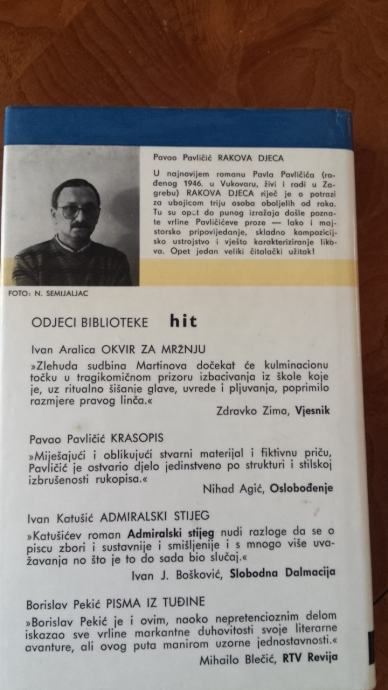 Pavao Pavličić RAKOVA DJECA
U najnovijem romanu Pavla Pavličića (ro-
đenog 1946. u Vukovaru, živi i radi u Za-
grebu) RAKOVA DJECA riječ je o potrazi
za ubojicom triju osoba oboljelih od raka.
Tu su opet do punog izražaja došle pozna-
te vrline Pavličićeve proze — lako i maj-
storsko pripovijedanje, skladno kompozicij-
sko ustrojstvo i vješto karakteriziranje liko-
va. Opet jedan veliki čitalački užitak!
FOTO: N. SEMIJALJAC
ODJECI BIBLIOTEKE hit
Ivan Aralica OKVIR ZA MRŽNJU
»Zlehuda sudbina Martinova dočekat će kulminacionu
točku u tragikomičnom prizoru izbacivanja iz škole koje
je, uz ritualno šišanje glave, uvrede i pljuvanja, poprimilo
razmjere pravog linča.«
Zdravko Zima, Vjesnik
Pavao Pavličić KRASOPIS
»Miješajući i oblikujući stvarni materijal i fiktivnu priču,
Pavličić je ostvario djelo jedinstveno po strukturi i stilskoj
izbrušenosti rukopisa.«
Nihad Agić, Oslobođenje
Ivan Katušić ADMIRALSKI STIJEG
»Katušićev roman Admiralski stijeg nudi razloge da se o
piscu zbori i sustavnije i smišljenije i s mnogo više uva-
žavanja no što je to do sada bio slučaj.«
Ivan J. Bošković, Slobodna Dalmacija
Borislav Pekić PISMA IZ TUĐINE
»Borislav Pekić je i ovim, naoko nepretencioznim delom
iskazao sve vrline markantne duhovitosti svoje literarne
avanture, ali ovog puta manirom uzorne jednostavnosti.«
Mihailo Blečić, RTV Revija